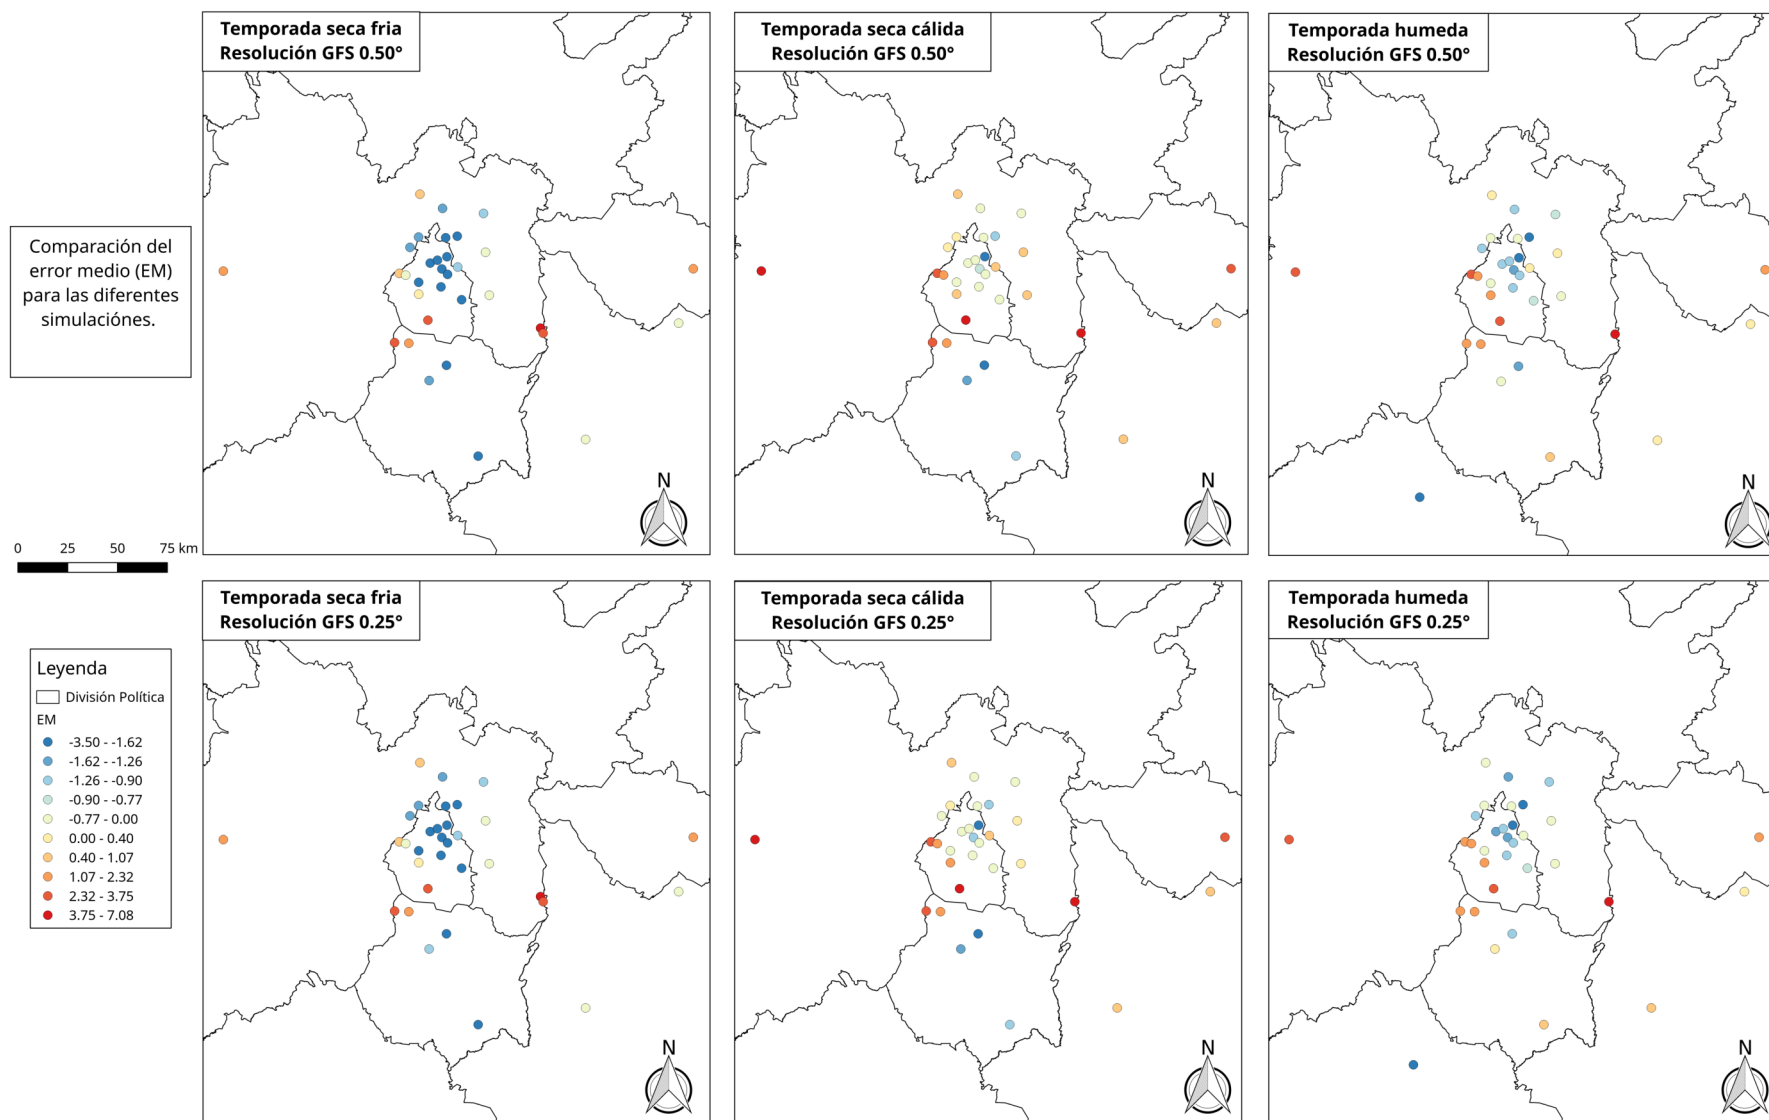 Temporada seca fria
Resolución GFS 0.50°
Temporada seca cálida
Resolución GFS 0.50°
Temporada humeda
Resolución GFS 0.50°
Comparación del
error medio (EM)
para las diferentes
simulaciónes.
N
N
N
0 25 50 75 km
Temporada seca fria
Resolución GFS 0.25°
Temporada seca cálida
Resolución GFS 0.25°
Temporada humeda
Resolución GFS 0.25°
Leyenda
División Política
EM
-3.50 - -1.62
-1.62 - -1.26
-1.26 - -0.90
-0.90 - -0.77
-0.77 - 0.00
0.00 - 0.40
0.40 - 1.07
1.07 - 2.32
2.32 - 3.75
3.75 - 7.08
N
N
N